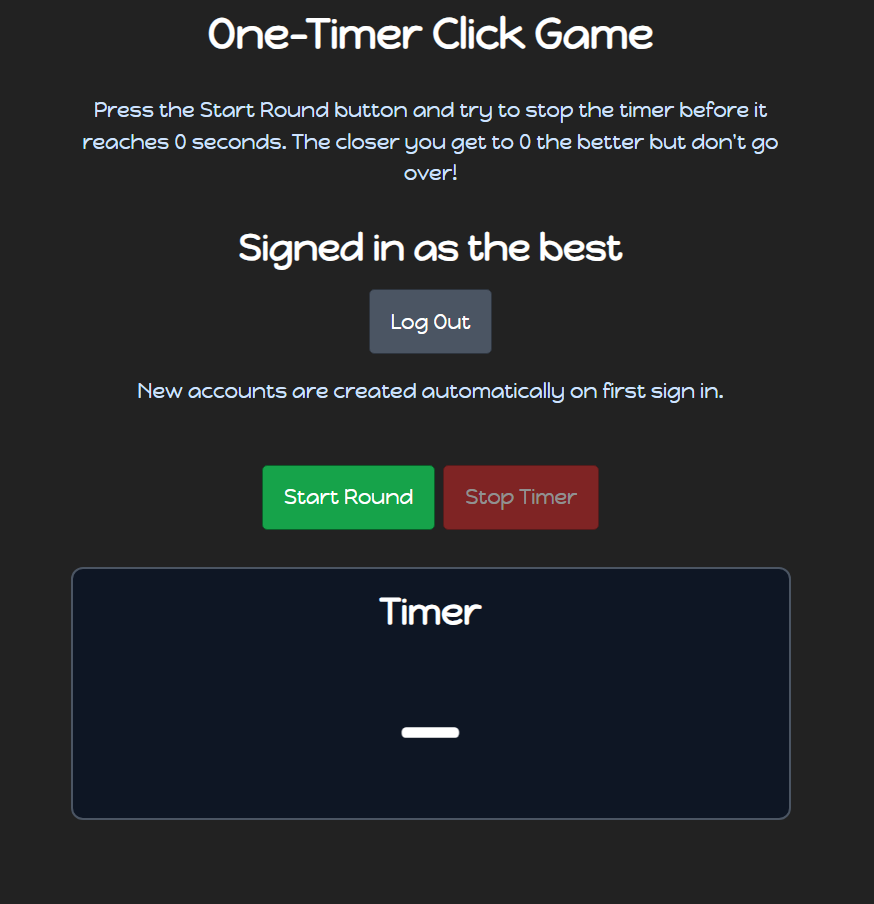 One-Timer Click Game
Press the Start Round button and try to stop the timer before it
reaches 0 seconds. The closer you get to 0 the better but don't go
over!
Signed in as the best
Log Out
New accounts are created automatically on first sign in.
Start Round
Stop Timer
Timer
—